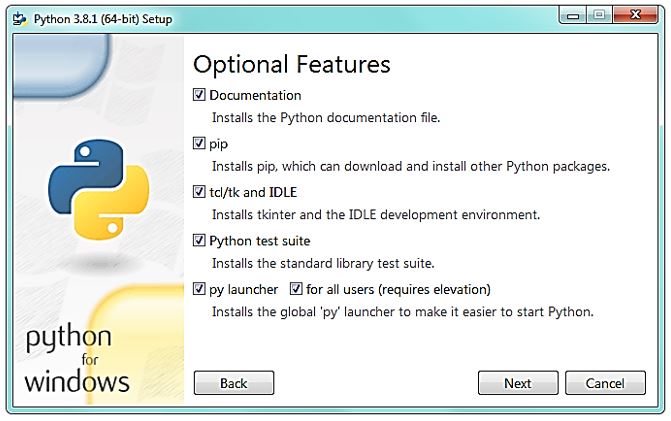 Python 3.8.1 (64-bit) Setup
Optional Features
Documentation
Installs the Python documentation file.
pip
Installs pip, which can download and install other Python packages.
tcl/tk and IDLE
Installs tkinter and the IDLE development environment.
Python test suite
Installs the standard library test suite.
py launcher for all users (requires elevation)
Installs the global 'py' launcher to make it easier to start Python.
python
for
windows
Back Next Cancel